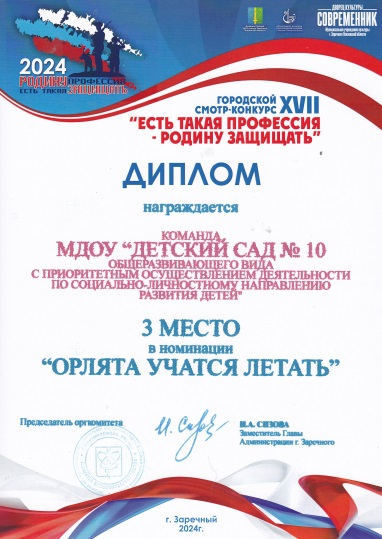 ДВОРЕЦ КУЛЬТУРЫ
СОВРЕМЕННИК
2024
РОДИНУ ПРОФЕССИЯ
ЕСТЬ ТАКАЯ ЗАЩИЩАТЬ
ГОРОДСКОЙ
СМОТР-КОНКУРС XVII
"ЕСТЬ ТАКАЯ ПРОФЕССИЯ
- РОДИНУ ЗАЩИЩАТЬ"
ДИПЛОМ
награждается
КОМАНДА
МДОУ "ДЕТСКИЙ САД № 10
ОБЩЕРАЗВИВАЮЩЕГО ВИДА
С ПРИОРИТЕТНЫМ ОСУЩЕСТВЛЕНИЕМ ДЕЯТЕЛЬНОСТИ
ПО СОЦИАЛЬНО-ЛИЧНОСТНОМУ НАПРАВЛЕНИЮ
РАЗВИТИЯ ДЕТЕЙ"
3 МЕСТО
в номинации
"ОРЛЯТА УЧАТСЯ ЛЕТАТЬ"
Председатель оргкомитета
И.А. СИЗОВА
Заместитель Главы
Администрации г. Заречного
г. Заречный
2024г.